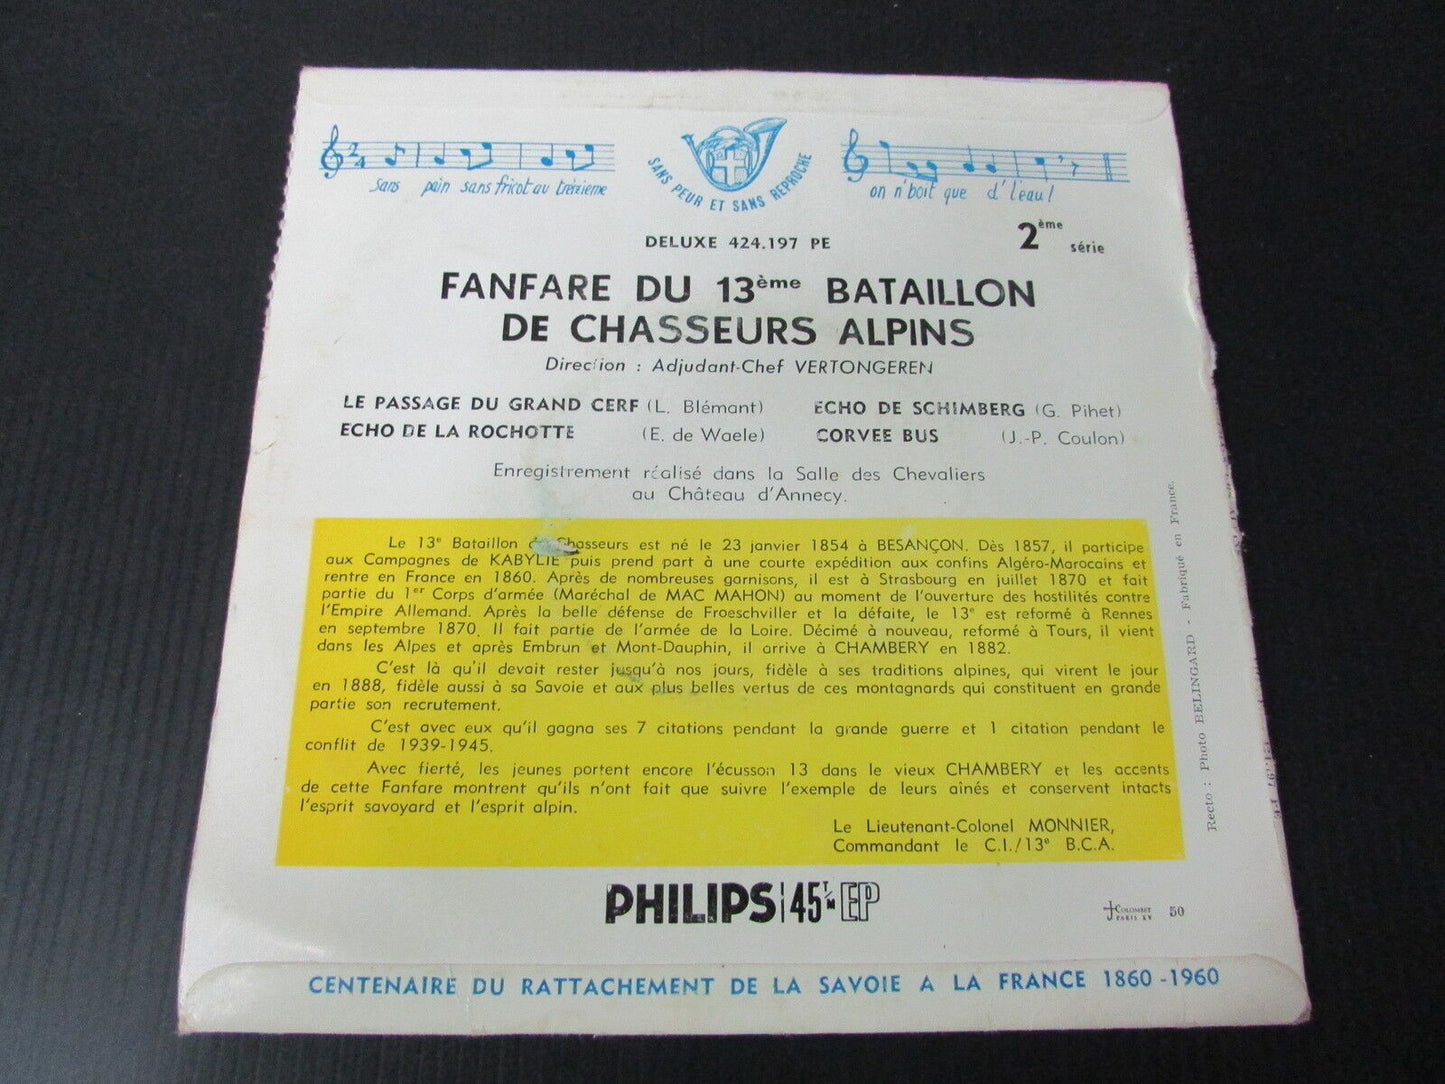 Sans pain sans fricot au treizieme
SANS PEUR ET SANS REPROCHE
on n'boit que d'l'eau!
DELUXE 424.197 PE
2ème série
FANFARE DU 13ème BATAILLON
DE CHASSEURS ALPINS
Direction : Adjudant-Chef VERTONGEREN
LE PASSAGE DU GRAND CERF (L. Blémant)
ECHO DE LA ROCHOTTE (E. de Waele)
ECHO DE SCHIMBERG (G. Pihet)
CORVEE BUS (J.-P. Coulon)
Enregistrement réalisé dans la Salle des Chevaliers
au Château d'Annecy.
Le 13e Bataillon de Chasseurs est né le 23 janvier 1854 à BESANÇON. Dès 1857, il participe
aux Campagnes de KABYLIE puis prend part à une courte expédition aux confins Algéro-Marocains et
rentre en France en 1860. Après de nombreuses garnisons, il est à Strasbourg en juillet 1870 et fait
partie du 1er Corps d'armée (Maréchal de MAC MAHON) au moment de l'ouverture des hostilités contre
l'Empire Allemand. Après la belle défense de Froeschviller et la défaite, le 13e est reformé à Rennes
en septembre 1870. Il fait partie de l'armée de la Loire. Décimé à nouveau, reformé à Tours, il vient
dans les Alpes et après Embrun et Mont-Dauphin, il arrive à CHAMBERY en 1882.
C'est là qu'il devait rester jusqu'à nos jours, fidèle à ses traditions alpines, qui virent le jour
en 1888, fidèle aussi à sa Savoie et aux plus belles vertus de ces montagnards qui constituent en grande
partie son recrutement.
C'est avec eux qu'il gagna ses 7 citations pendant la grande guerre et 1 citation pendant le
conflit de 1939-1945.
Avec fierté, les jeunes portent encore l'écusson 13 dans le vieux CHAMBERY et les accents
de cette Fanfare montrent qu'ils n'ont fait que suivre l'exemple de leurs aînés et conservent intacts
l'esprit savoyard et l'esprit alpin.
Le Lieutenant-Colonel MONNIER,
Commandant le C.I./13e B.C.A.
Recto : Photo BELINGARD - Fabriqué en France.
PHILIPS 45 T/M EP
COLOMBET PARIS XV 50
CENTENAIRE DU RATTACHEMENT DE LA SAVOIE A LA FRANCE 1860-1960